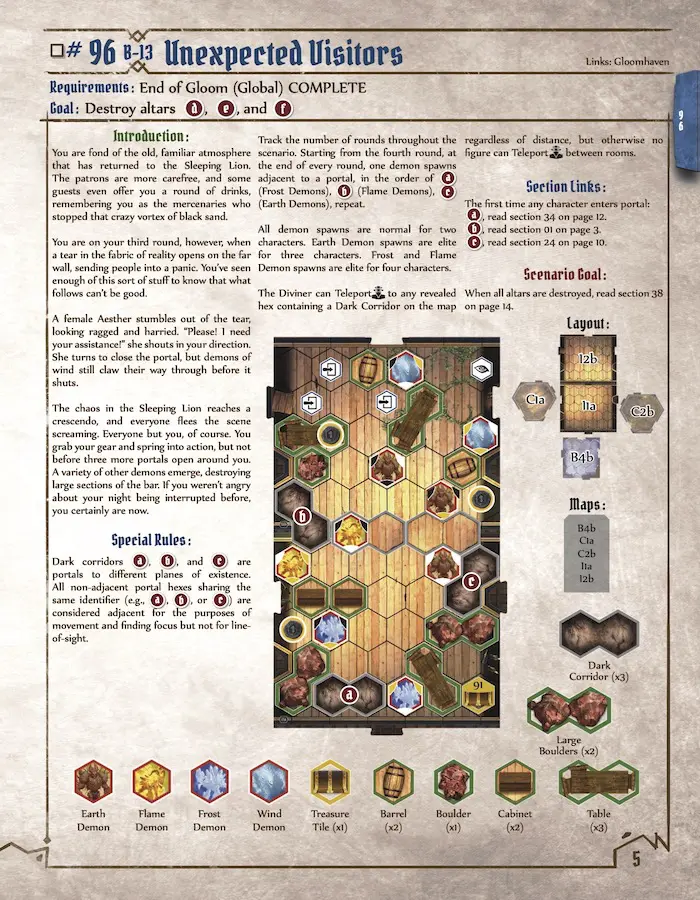 # 96 B-13 Unexpected Visitors
Links: Gloomhaven
Requirements: End of Gloom (Global) COMPLETE
Goal: Destroy altars d, e, and f
96
Introduction:
You are fond of the old, familiar atmosphere
that has returned to the Sleeping Lion.
The patrons are more carefree, and some
guests even offer you a round of drinks,
remembering you as the mercenaries who
stopped that crazy vortex of black sand.
You are on your third round, however, when
a tear in the fabric of reality opens on the far
wall, sending people into a panic. You've seen
enough of this sort of stuff to know that what
follows can't be good.
A female Aesther stumbles out of the tear,
looking ragged and harried. "Please! I need
your assistance!" she shouts in your direction.
She turns to close the portal, but demons of
wind still claw their way through before it
shuts.
The chaos in the Sleeping Lion reaches a
crescendo, and everyone flees the scene
screaming. Everyone but you, of course. You
grab your gear and spring into action, but not
before three more portals open around you.
A variety of other demons emerge, destroying
large sections of the bar. If you weren't angry
about your night being interrupted before,
you certainly are now.
Special Rules:
Dark corridors a, b, and c are
portals to different planes of existence.
All non-adjacent portal hexes sharing the
same identifier (e.g., a, b, or c) are
considered adjacent for the purposes of
movement and finding focus but not for line-
of-sight.
Track the number of rounds throughout the
scenario. Starting from the fourth round, at
the end of every round, one demon spawns
adjacent to a portal, in the order of a
(Frost Demons), b (Flame Demons), c
(Earth Demons), repeat.
All demon spawns are normal for two
characters. Earth Demon spawns are elite
for three characters. Frost and Flame
Demon spawns are elite for four characters.
The Diviner can Teleport to any revealed
hex containing a Dark Corridor on the map
regardless of distance, but otherwise no
figure can Teleport between rooms.
Section Links:
The first time any character enters portal:
a, read section 34 on page 12.
b, read section 01 on page 3.
c, read section 24 on page 10.
Scenario Goal:
When all altars are destroyed, read section 38
on page 14.
Layout:
12b
C1a
11a
C2b
B4b
Maps:
B4b
C1a
C2b
11a
12b
b
c
a
91
Dark
Corridor (x3)
Large
Boulders (x2)
Earth
Demon
Flame
Demon
Frost
Demon
Wind
Demon
Treasure
Tile (x1)
Barrel
(x2)
Boulder
(x1)
Cabinet
(x2)
Table
(x3)
5